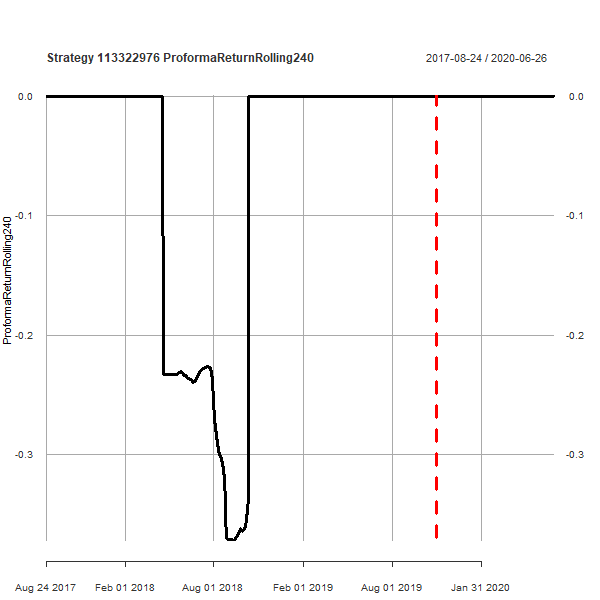 Strategy 113322976 ProformaReturnRolling240 2017-08-24 / 2020-06-26
0.0 0.0
-0.1 -0.1
ProformaReturnRolling240
-0.2 -0.2
-0.3 -0.3
Aug 24 2017 Feb 01 2018 Aug 01 2018 Feb 01 2019 Aug 01 2019 Jan 31 2020